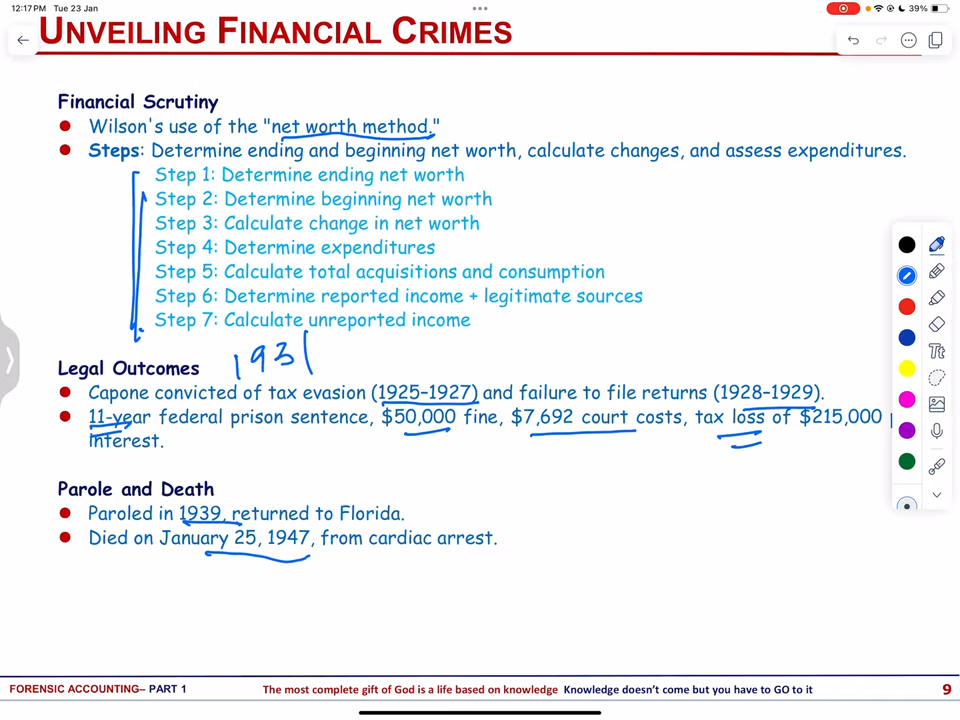 12:17 PM Tue 23 Jan
39%
UNVEILING FINANCIAL CRIMES
Financial Scrutiny
● Wilson's use of the "net worth method."
● Steps: Determine ending and beginning net worth, calculate changes, and assess expenditures.
Step 1: Determine ending net worth
Step 2: Determine beginning net worth
Step 3: Calculate change in net worth
Step 4: Determine expenditures
Step 5: Calculate total acquisitions and consumption
Step 6: Determine reported income + legitimate sources
Step 7: Calculate unreported income
1931
Legal Outcomes
● Capone convicted of tax evasion (1925–1927) and failure to file returns (1928–1929).
● 11-year federal prison sentence, $50,000 fine, $7,692 court costs, tax loss of $215,000
interest.
Parole and Death
● Paroled in 1939, returned to Florida.
● Died on January 25, 1947, from cardiac arrest.
Tt
FORENSIC ACCOUNTING– PART 1 The most complete gift of God is a life based on knowledge Knowledge doesn't come but you have to GO to it 9